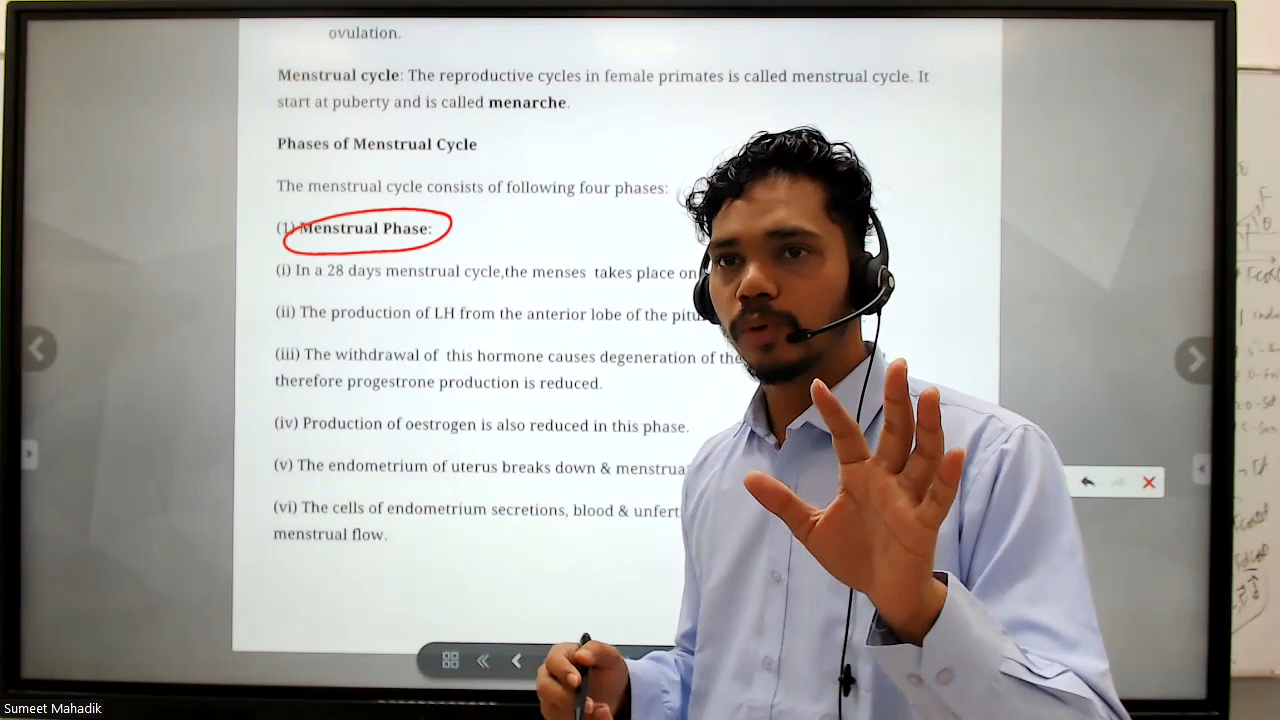 ovulation.
Menstrual cycle: The reproductive cycles in female primates is called menstrual cycle. It
start at puberty and is called menarche.
Phases of Menstrual Cycle
The menstrual cycle consists of following four phases:
(1) Menstrual Phase:
(i) In a 28 days menstrual cycle,the menses takes place on
(ii) The production of LH from the anterior lobe of the
(iii) The withdrawal of this hormone causes degeneration of the
therefore progestrone production is reduced.
(iv) Production of oestrogen is also reduced in this phase.
(v) The endometrium of uterus breaks down &
(vi) The cells of endometrium secretions, blood &
menstrual flow.
Sumeet Mahadik